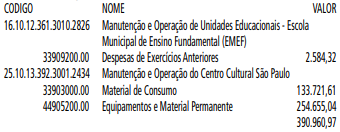 CODIGO NOME VALOR
16.10.12.361.3010.2826 Manutenção e Operação de Unidades Educacionais - Escola
Municipal de Ensino Fundamental (EMEF)
33909200.00 Despesas de Exercícios Anteriores 2.584,32
25.10.13.392.3001.2434 Manutenção e Operação do Centro Cultural São Paulo
33903000.00 Material de Consumo 133.721,61
44905200.00 Equipamentos e Material Permanente 254.655,04
390.960,97